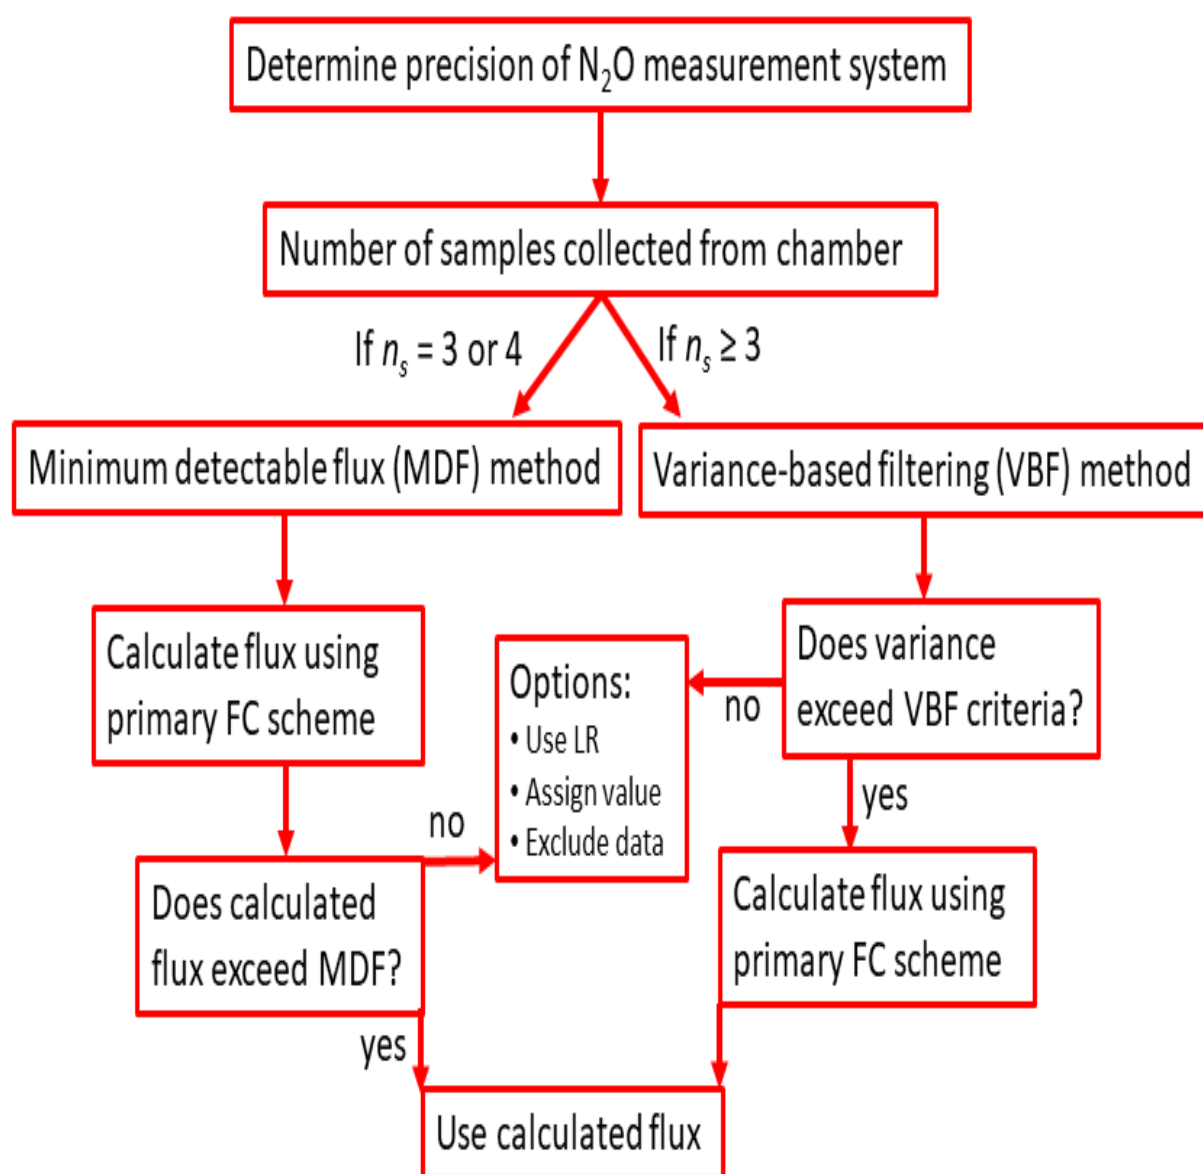 Determine precision of N₂O measurement system
Number of samples collected from chamber
If nₛ = 3 or 4
If nₛ ≥ 3
Minimum detectable flux (MDF) method
Variance-based filtering (VBF) method
Calculate flux using
primary FC scheme
Options:
• Use LR
• Assign value
• Exclude data
Does variance
exceed VBF criteria?
no
yes
no
Does calculated
flux exceed MDF?
Calculate flux using
primary FC scheme
yes
Use calculated flux